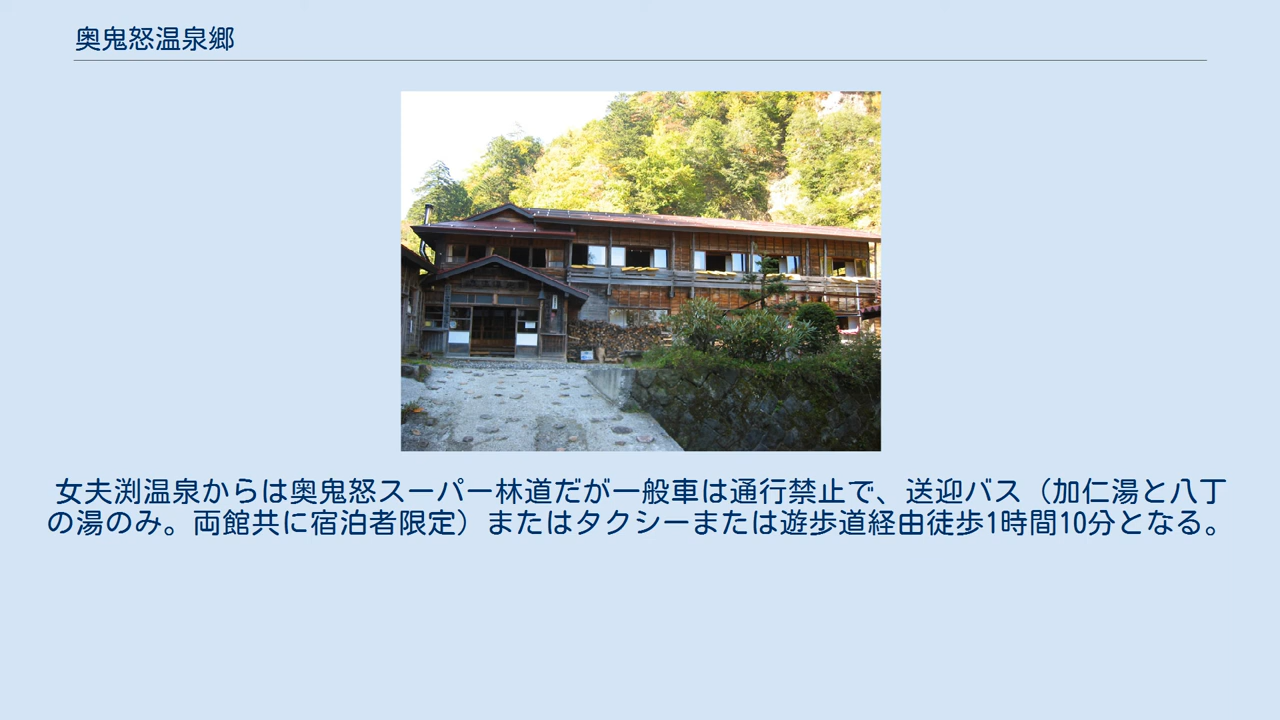 奥鬼怒温泉郷
女夫渕温泉からは奥鬼怒スーパー林道だが一般車は通行禁止で、送迎バス（加仁湯と八丁
の湯のみ。両館共に宿泊者限定）またはタクシーまたは遊歩道経由徒歩1時間10分となる。